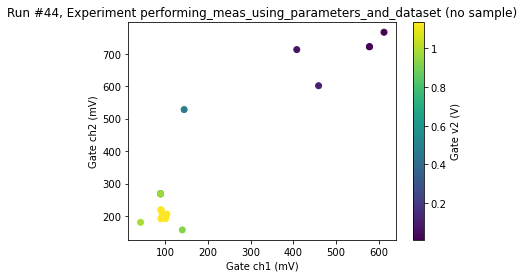 Run #44, Experiment performing_meas_using_parameters_and_dataset (no sample)
Gate ch2 (mV)
700
600
500
400
300
200
100 200 300 400 500 600
Gate ch1 (mV)
1
0.8
0.6
0.4
0.2
Gate v2 (V)